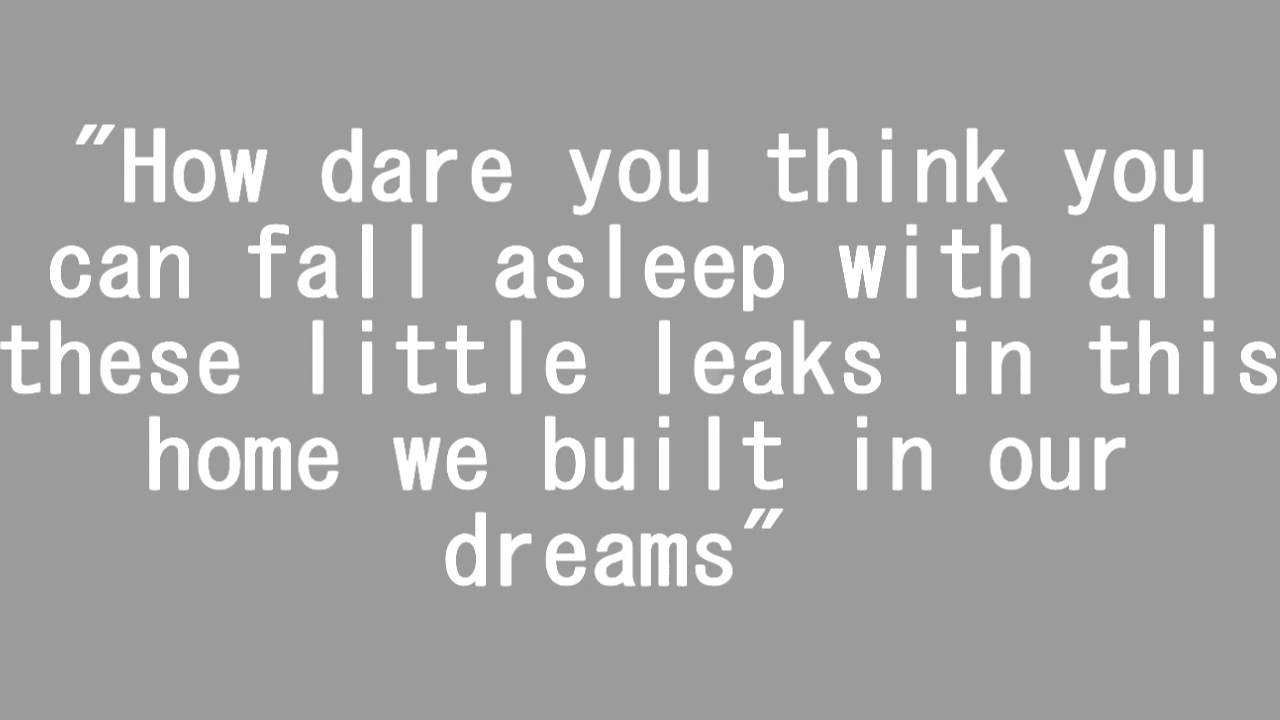 "How dare you think you
can fall asleep with all
these little leaks in this
home we built in our
dreams"